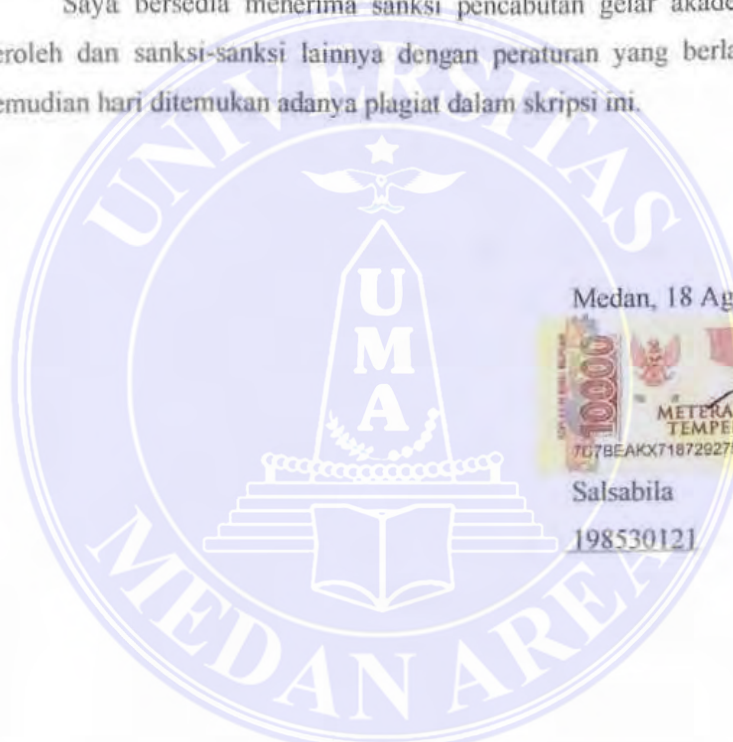 Saya bersedia menerima sanksi pencabutan gelar akade
eroleh dan sanksi-sanksi lainnya dengan peraturan yang berla
emudian hari ditemukan adanya plagiat dalam skripsi ini.
UNIVERSITAS
UMA
Medan, 18 Ag
10000
METERA
TEMPE
Salsabila
198530121
MEDAN AREA